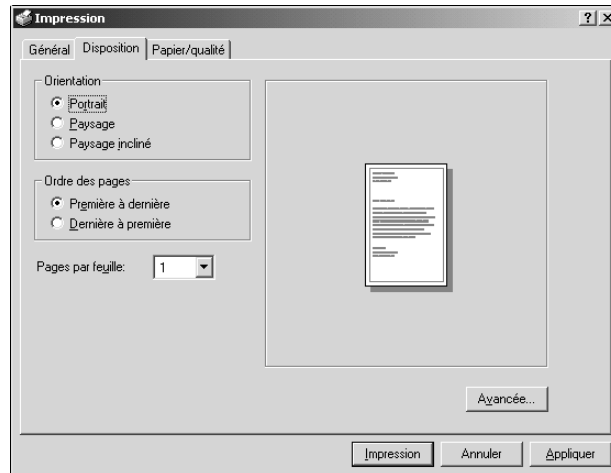 Impression
Général Disposition Papier/qualité
Orientation
Portrait
Paysage
Paysage incliné
Ordre des pages
Première à dernière
Dernière à première
Pages par feuille: 1
Avancée...
Impression Annuler Appliquer